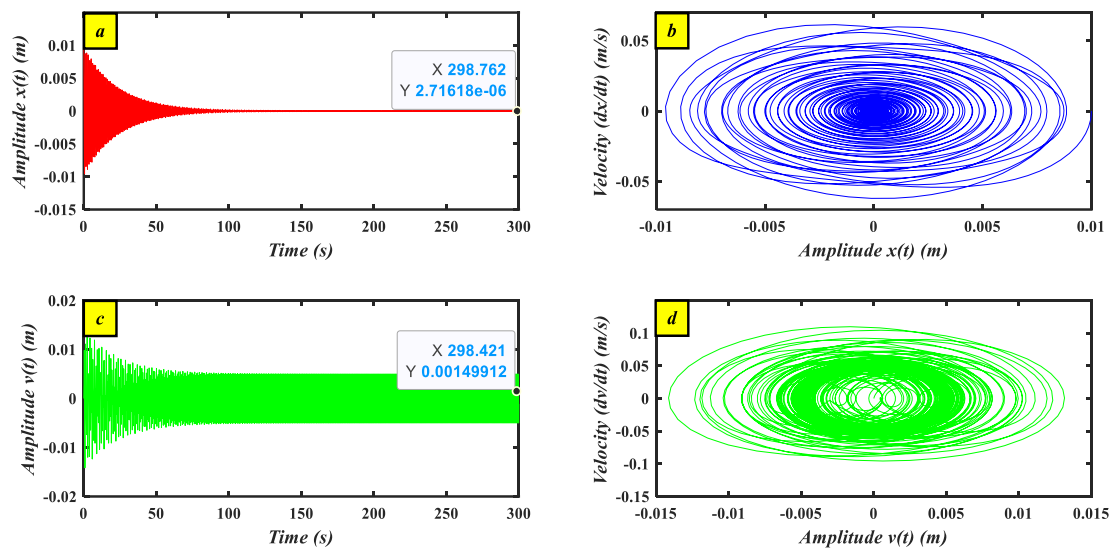 a
0.01
0.005
0
-0.005
-0.01
-0.015
Amplitude x(t) (m)
X 298.762
Y 2.71618e-06
0 50 100 150 200 250 300
Time (s)
b
0.05
0
-0.05
Velocity (dx/dt) (m/s)
-0.01 -0.005 0 0.005 0.01
Amplitude x(t) (m)
c
0.02
0.01
0
-0.01
-0.02
Amplitude v(t) (m)
X 298.421
Y 0.00149912
0 50 100 150 200 250 300
Time (s)
d
0.1
0.05
0
-0.05
-0.1
-0.15
Velocity (dv/dt) (m/s)
-0.015 -0.01 -0.005 0 0.005 0.01 0.015
Amplitude v(t) (m)